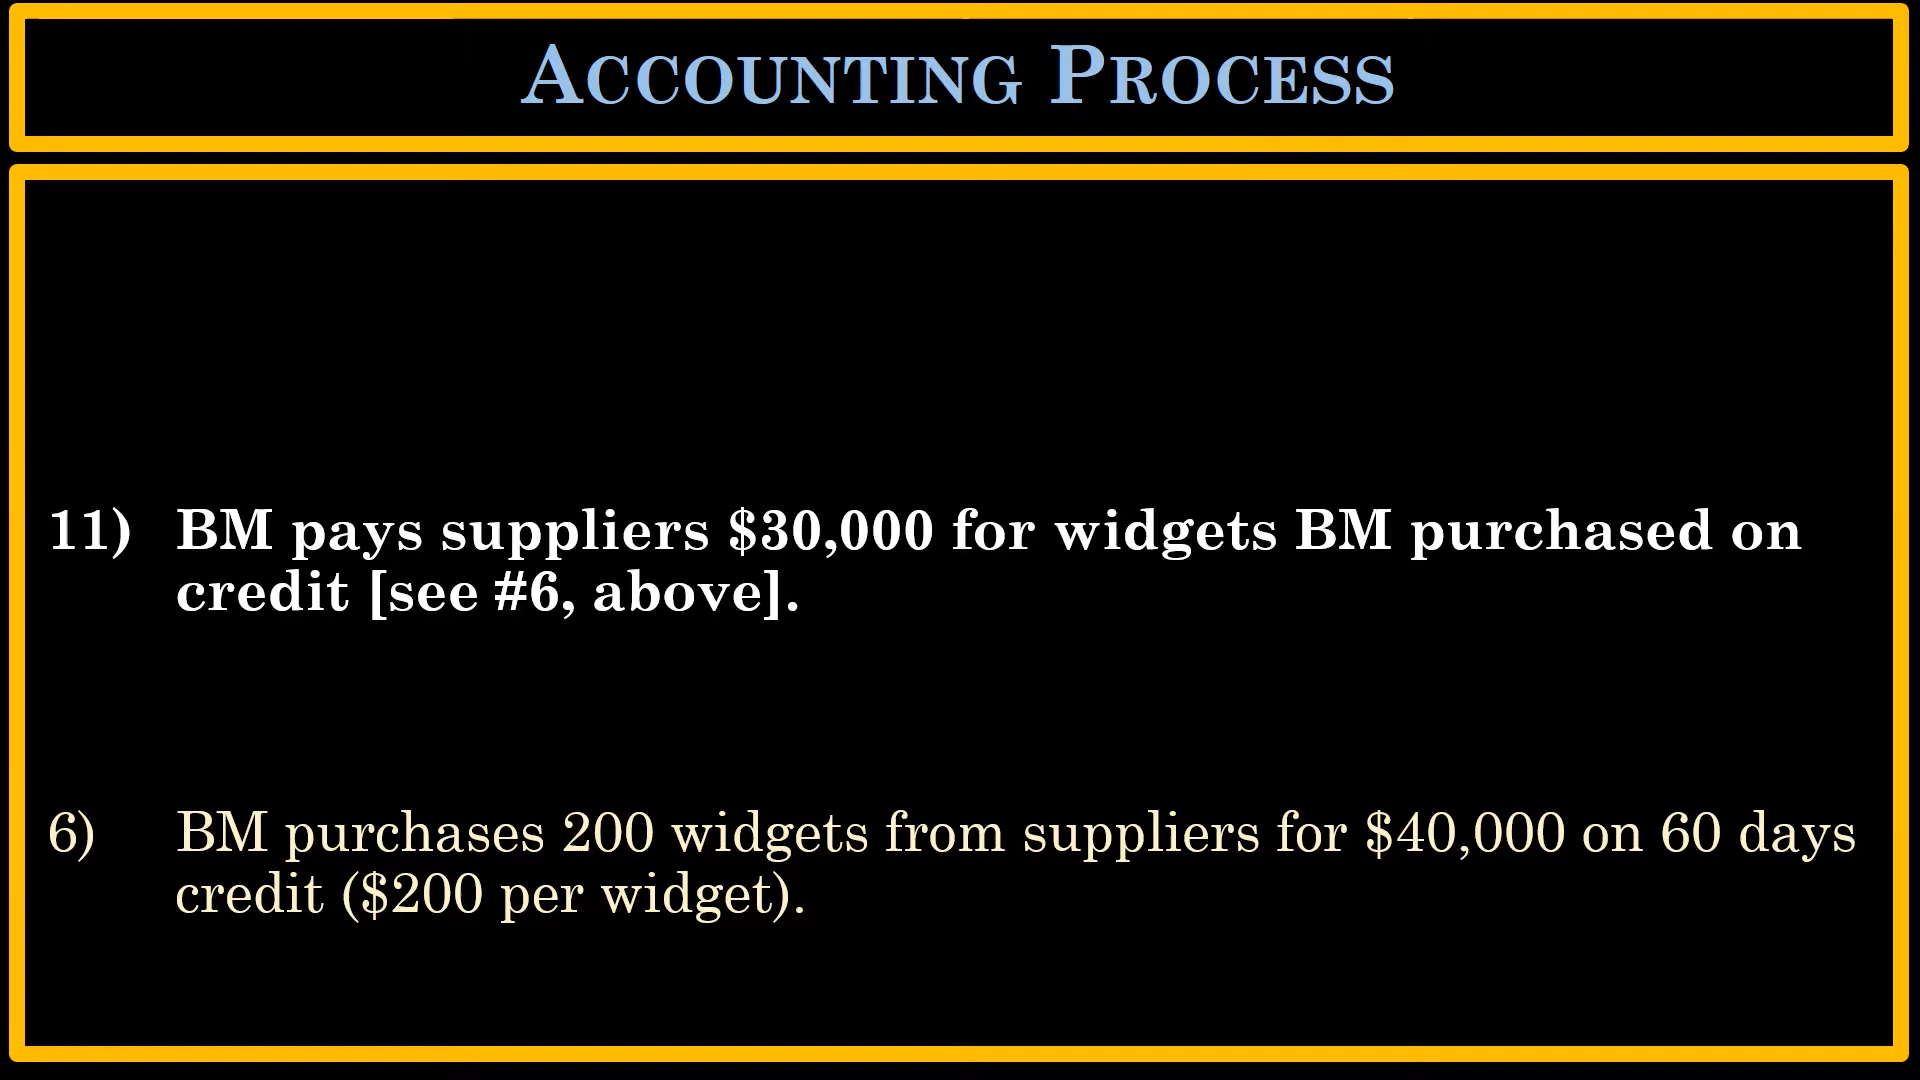 ACCOUNTING PROCESS
11) BM pays suppliers $30,000 for widgets BM purchased on
credit [see #6, above].
6) BM purchases 200 widgets from suppliers for $40,000 on 60 days
credit ($200 per widget).